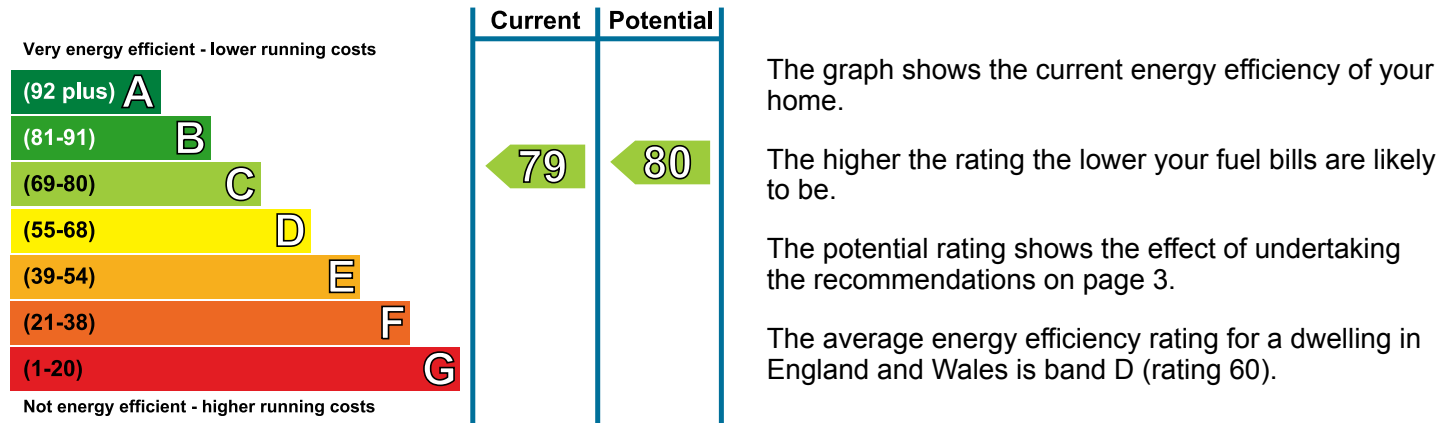 Current Potential
Very energy efficient - lower running costs
(92 plus) A
(81-91) B
(69-80) C
(55-68) D
(39-54) E
(21-38) F
(1-20) G
Not energy efficient - higher running costs
79 80
The graph shows the current energy efficiency of your
home.
The higher the rating the lower your fuel bills are likely
to be.
The potential rating shows the effect of undertaking
the recommendations on page 3.
The average energy efficiency rating for a dwelling in
England and Wales is band D (rating 60).